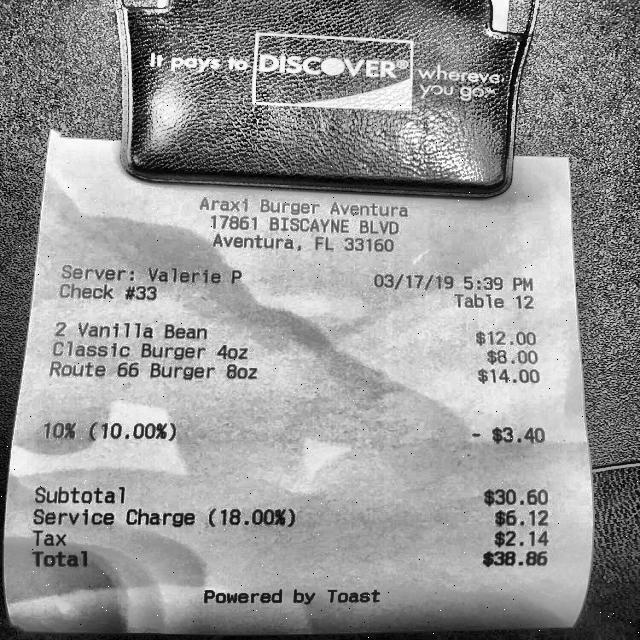 It pays to DISCOVER® wherever you go.
Araxi Burger Aventura
17861 BISCAYNE BLVD
Aventura, FL 33160
Server: Valerie P 03/17/19 5:39 PM
Check #33 Table 12
2 Vanilla Bean $12.00
Classic Burger 4oz $8.00
Route 66 Burger 8oz $14.00
10% (10.00%) - $3.40
Subtotal $30.60
Service Charge (18.00%) $6.12
Tax $2.14
Total $38.86
Powered by Toast